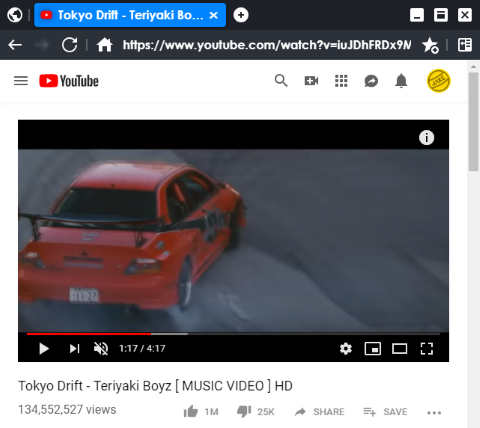 Tokyo Drift - Teriyaki Bo...
https://www.youtube.com/watch?v=iuJDhFRDx9M
YouTube
1:17 / 4:17
Tokyo Drift - Teriyaki Boyz [ MUSIC VIDEO ] HD
134,552,527 views
1M
25K
SHARE
SAVE